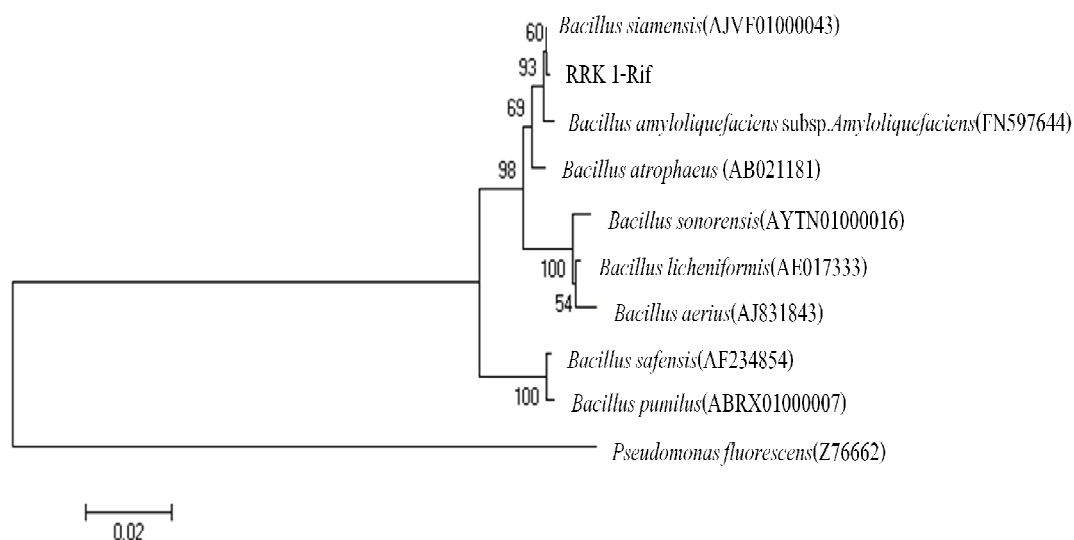 60
Bacillus siamensis(AJVF01000043)
93
RRK 1-Rif
69
Bacillus amyloliquefaciens subsp.Amyloliquefaciens(FN597644)
98
Bacillus atrophaeus (AB021181)
Bacillus sonorensis(AYTN01000016)
100
Bacillus licheniformis(AE017333)
54
Bacillus aerius(AJ831843)
Bacillus safensis(AF234854)
100
Bacillus pumilus(ABRX01000007)
Pseudomonas fluorescens(Z76662)
0.02